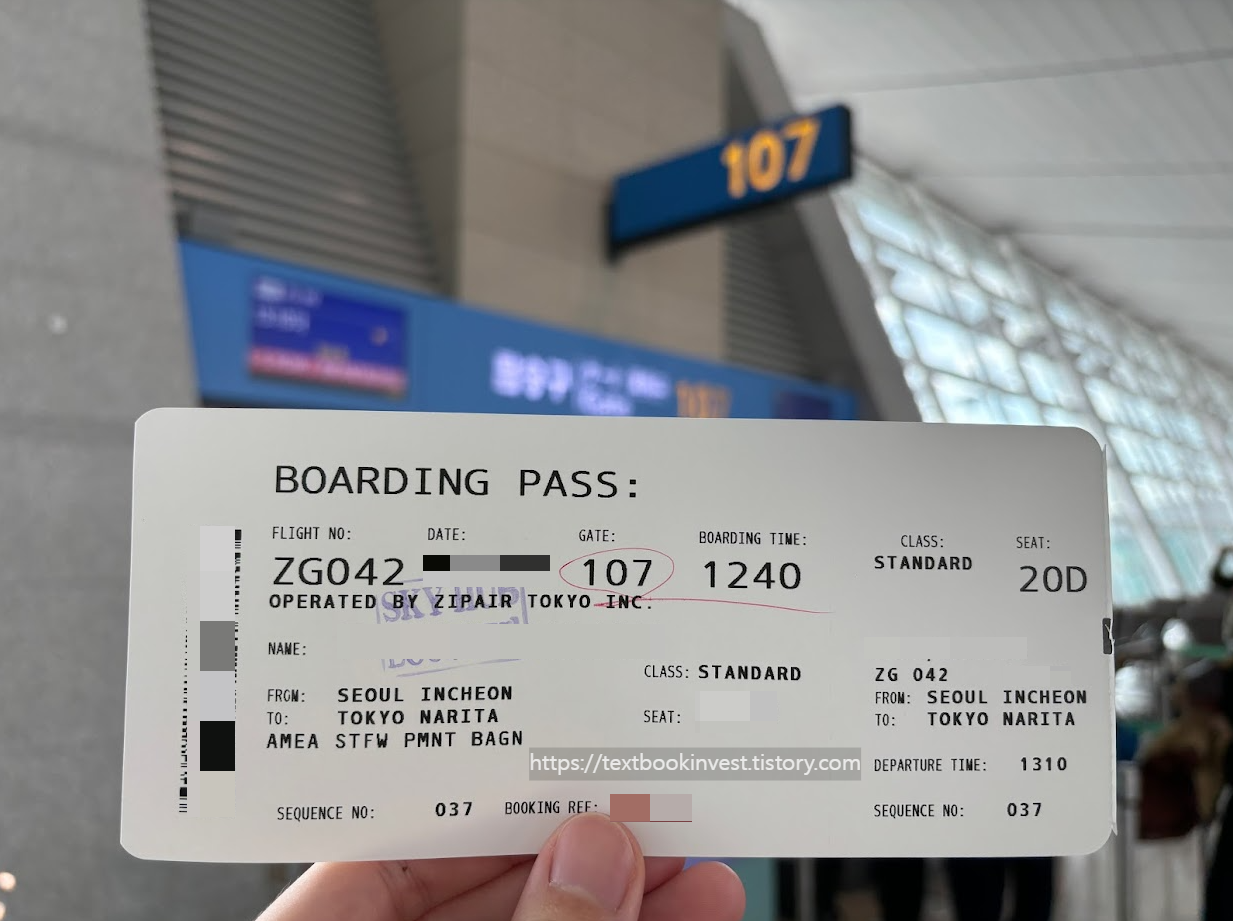 107
BOARDING PASS:
FLIGHT NO: DATE: GATE: BOARDING TIME: CLASS: SEAT:
ZG042 107 1240 STANDARD 20D
OPERATED BY ZIPAIR TOKYO INC.
SKY HUB
NAME:
CLASS: STANDARD ZG 042
FROM: SEOUL INCHEON FROM: SEOUL INCHEON
TO: TOKYO NARITA SEAT: TO: TOKYO NARITA
AMEA STFW PMNT BAGN
https://textbookinvest.tistory.com DEPARTURE TIME: 1310
SEQUENCE NO: 037 BOOKING REF: SEQUENCE NO: 037